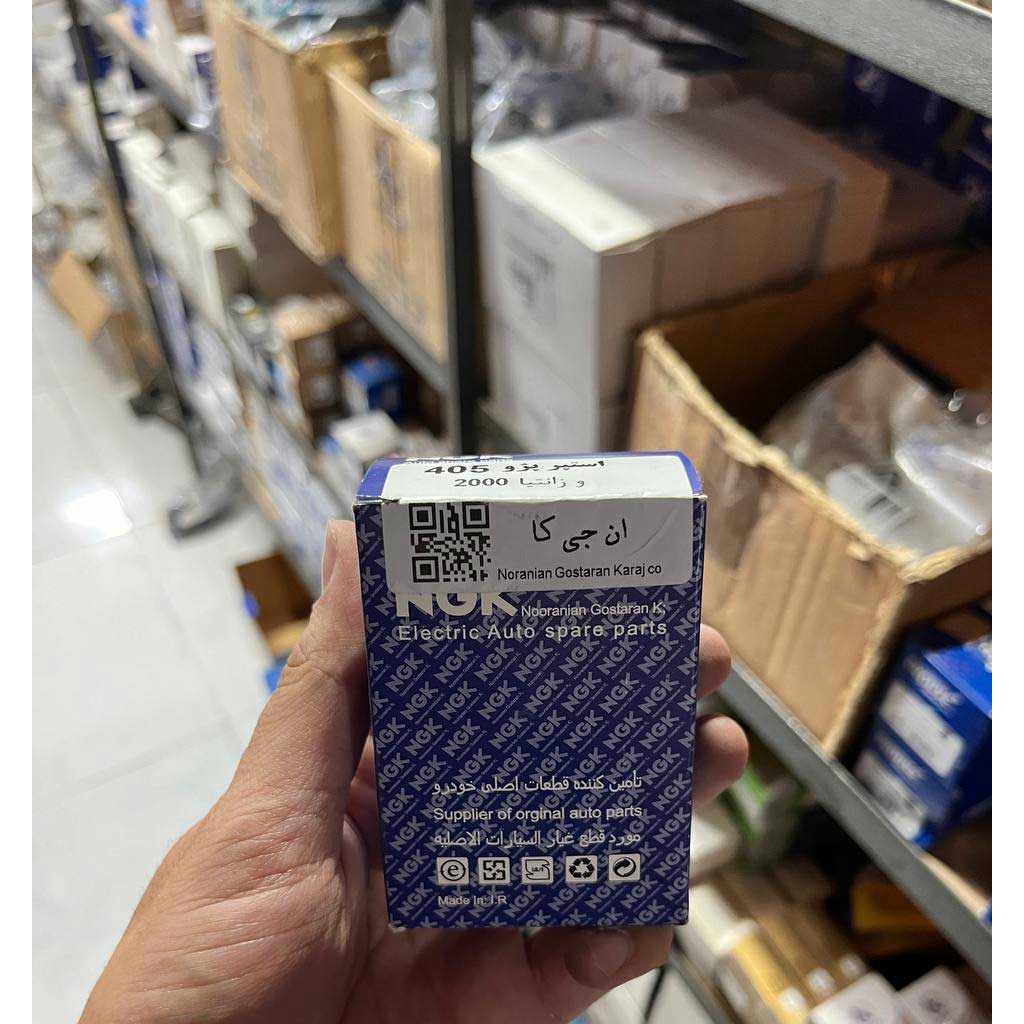 استپر پژو 405
و زانتیا 2000
ان جی کا
Noranian Gostaran Karaj co
NGK Nooranian Gostaran K;
Electric Auto spare parts
تأمین کننده قطعات اصلی خودرو
Supplier of orginal auto parts
مورد قطع غيار السيارات الاصلية
Made In: I.R